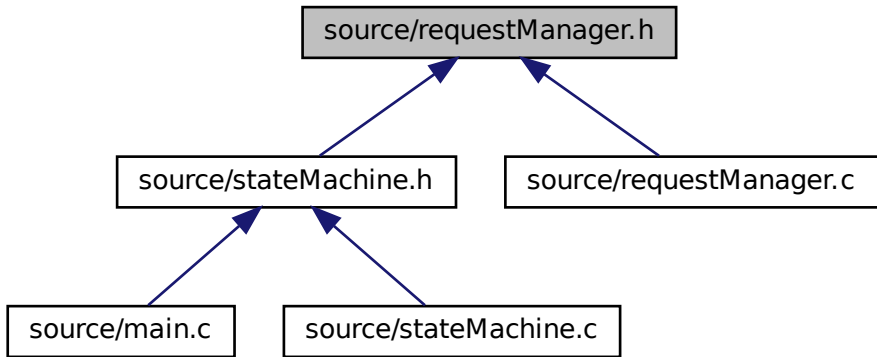 source/requestManager.h
source/stateMachine.h
source/requestManager.c
source/main.c
source/stateMachine.c